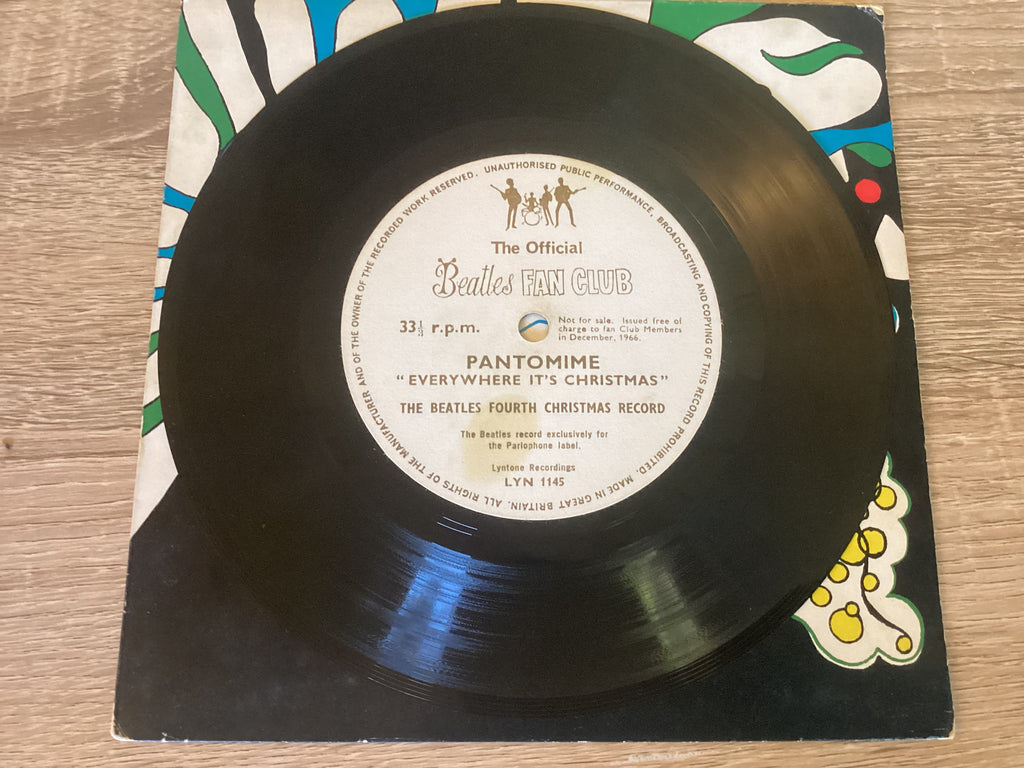 ALL RIGHTS OF THE MANUFACTURER AND OF THE OWNER OF THE RECORDED WORK RESERVED. UNAUTHORISED PUBLIC PERFORMANCE, BROADCASTING AND COPYING OF THIS RECORD PROHIBITED. MADE IN GREAT BRITAIN.
The Official
Beatles FAN CLUB
33⅓ r.p.m.
Not for sale. Issued free of
charge to fan Club Members
in December, 1966.
PANTOMIME
"EVERYWHERE IT'S CHRISTMAS"
THE BEATLES FOURTH CHRISTMAS RECORD
The Beatles record exclusively for
the Parlophone label.
Lyntone Recordings
LYN 1145